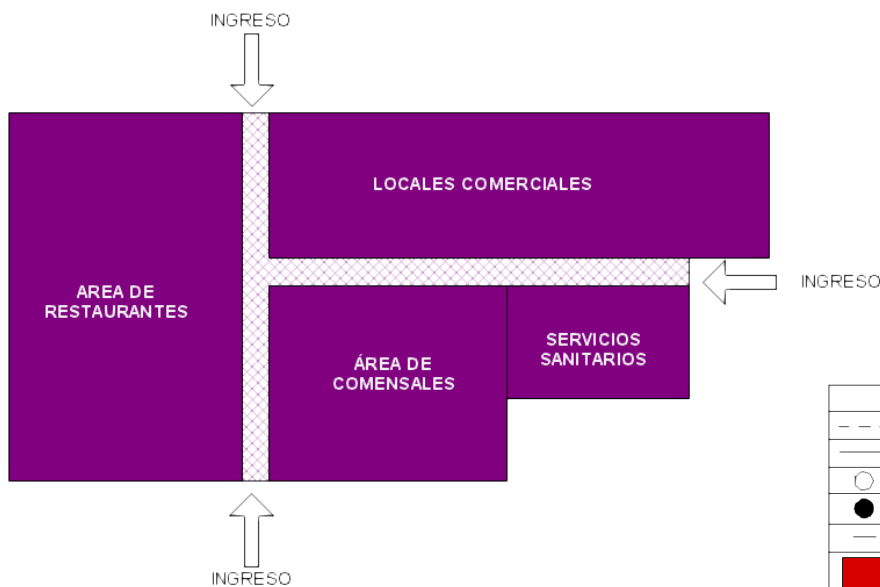 INGRESO
LOCALES COMERCIALES
AREA DE
RESTAURANTES
INGRESO
ÁREA DE
COMENSALES
SERVICIOS
SANITARIOS
INGRESO